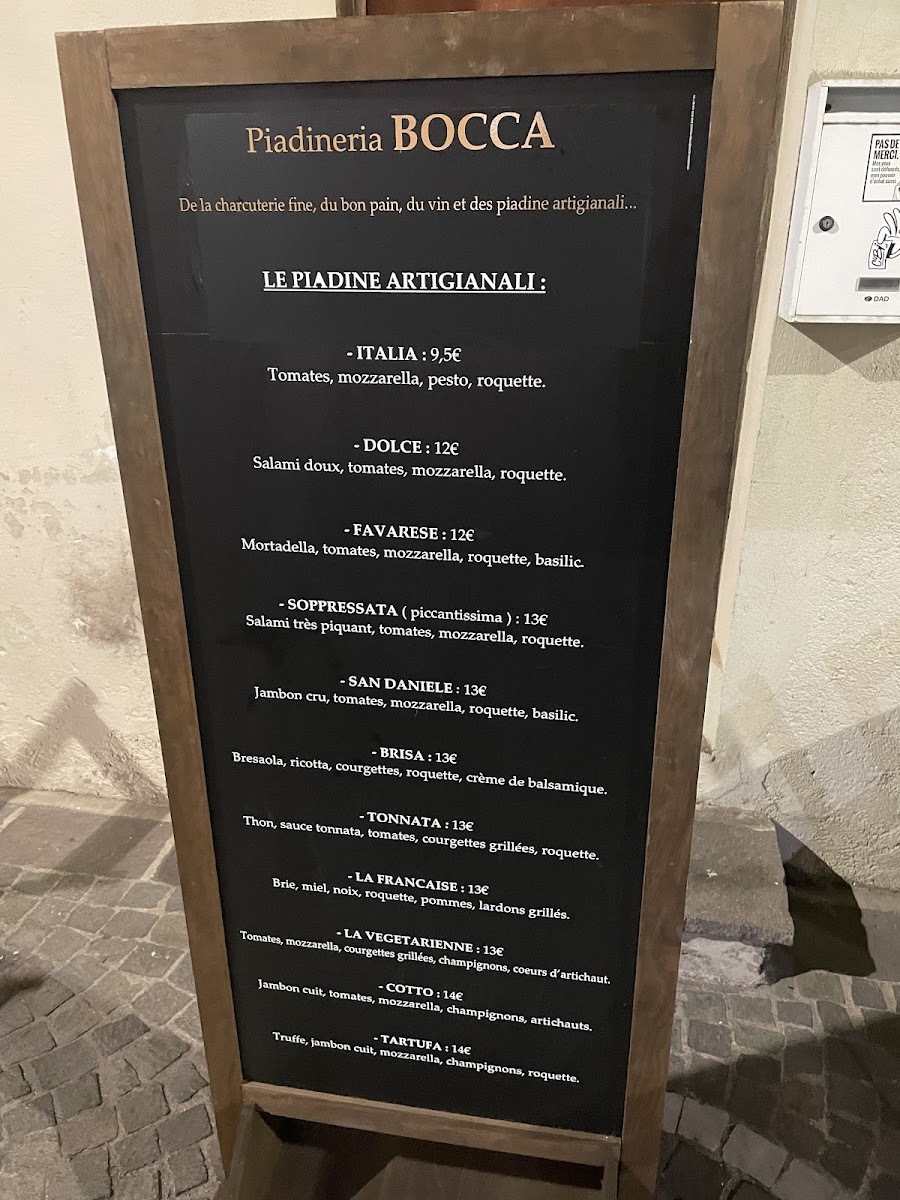 Piadineria BOCCA
De la charcuterie fine, du bon pain, du vin et des piadine artigianali...
LE PIADINE ARTIGIANALI :
- ITALIA : 9,5€
Tomates, mozzarella, pesto, roquette.
- DOLCE : 12€
Salami doux, tomates, mozzarella, roquette.
- FAVARESE : 12€
Mortadella, tomates, mozzarella, roquette, basilic.
- SOPPRESSATA ( piccantissima ) : 13€
Salami très piquant, tomates, mozzarella, roquette.
- SAN DANIELE : 13€
Jambon cru, tomates, mozzarella, roquette, basilic.
- BRISA : 13€
Bresaola, ricotta, courgettes, roquette, crème de balsamique.
- TONNATA : 13€
Thon, sauce tonnata, tomates, courgettes grillées, roquette.
- LA FRANCAISE : 13€
Brie, miel, noix, roquette, pommes, lardons grillés.
- LA VEGETARIENNE : 13€
Tomates, mozzarella, courgettes grillées, champignons, coeurs d'artichaut.
- COTTO : 14€
Jambon cuit, tomates, mozzarella, champignons, artichauts.
- TARTUFA : 14€
Truffe, jambon cuit, mozzarella, champignons, roquette.
PAS DE
MERCI.
DAD